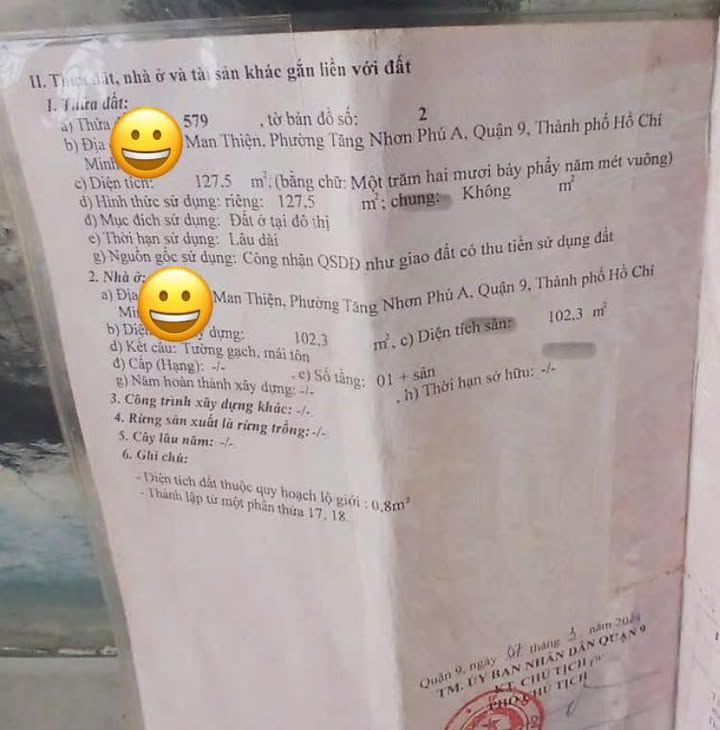 II. Thửa đất, nhà ở và tài sản khác gắn liền với đất
1. Thửa đất:
a) Thửa 579 , tờ bản đồ số: 2
b) Địa Man Thiện, Phường Tăng Nhơn Phú A, Quận 9, Thành phố Hồ Chí
Minh
c) Diện tích: 127,5 m², (bằng chữ: Một trăm hai mươi bảy phẩy năm mét vuông)
d) Hình thức sử dụng: riêng: 127,5 m²; chung: Không m²
đ) Mục đích sử dụng: Đất ở tại đô thị
e) Thời hạn sử dụng: Lâu dài
g) Nguồn gốc sử dụng: Công nhận QSDĐ như giao đất có thu tiền sử dụng đất
2. Nhà ở:
a) Địa Man Thiện, Phường Tăng Nhơn Phú A, Quận 9, Thành phố Hồ Chí
Mi
b) Diện dựng: 102,3 m², c) Diện tích sàn: 102,3 m²
d) Kết cấu: Tường gạch, mái tôn
đ) Cấp (Hạng): -/- , e) Số tầng: 01 + sân
g) Năm hoàn thành xây dựng: -/- , h) Thời hạn sở hữu: -/-
3. Công trình xây dựng khác: -/-
4. Rừng sản xuất là rừng trồng: -/-
5. Cây lâu năm: -/-
6. Ghi chú:
- Diện tích đất thuộc quy hoạch lộ giới : 0,8m²
- Thành lập từ một phần thửa 17, 18.
Quận 9, ngày 07 tháng 3 năm
TM. ỦY BAN NHÂN DÂN QUẬN 9
KT. CHỦ TỊCH
PHÓ CHỦ TỊCH